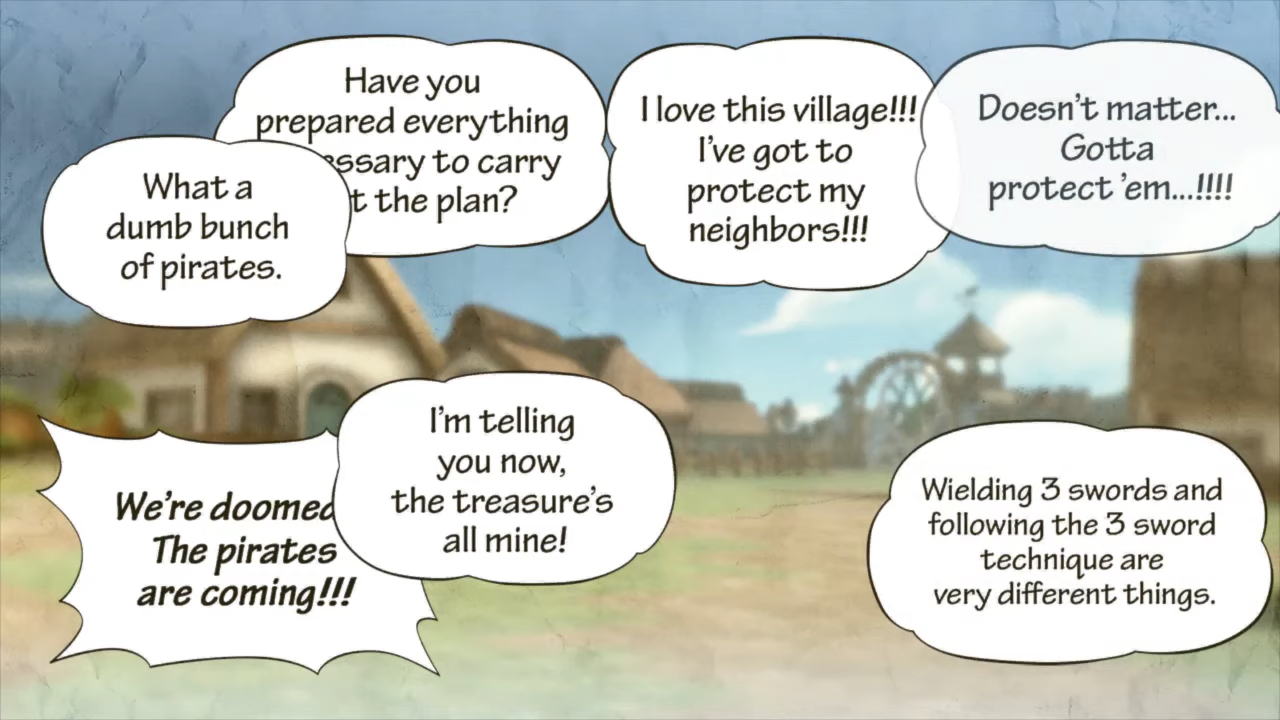 Have you
prepared everything
to carry
the plan?
I love this village!!!
I've got to
protect my
neighbors!!!
Doesn't matter...
Gotta
protect 'em...!!!!
What a
dumb bunch
of pirates.
We're doomed
The pirates
are coming!!!
I'm telling
you now,
the treasure's
all mine!
Wielding 3 swords and
following the 3 sword
technique are
very different things.